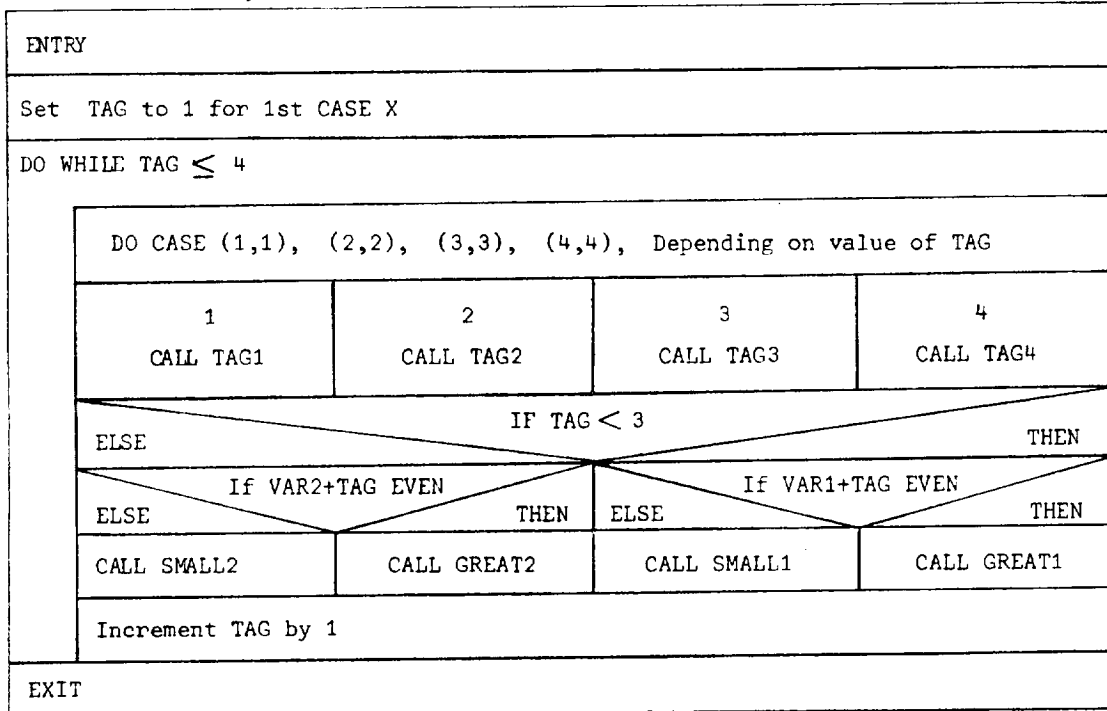 ENTRY
Set TAG to 1 for 1st CASE X
DO WHILE TAG ≤ 4
DO CASE (1,1), (2,2), (3,3), (4,4), Depending on value of TAG
1 2 3 4
CALL TAG1 CALL TAG2 CALL TAG3 CALL TAG4
IF TAG < 3
ELSE THEN
If VAR2+TAG EVEN If VAR1+TAG EVEN
ELSE THEN ELSE THEN
CALL SMALL2 CALL GREAT2 CALL SMALL1 CALL GREAT1
Increment TAG by 1
EXIT